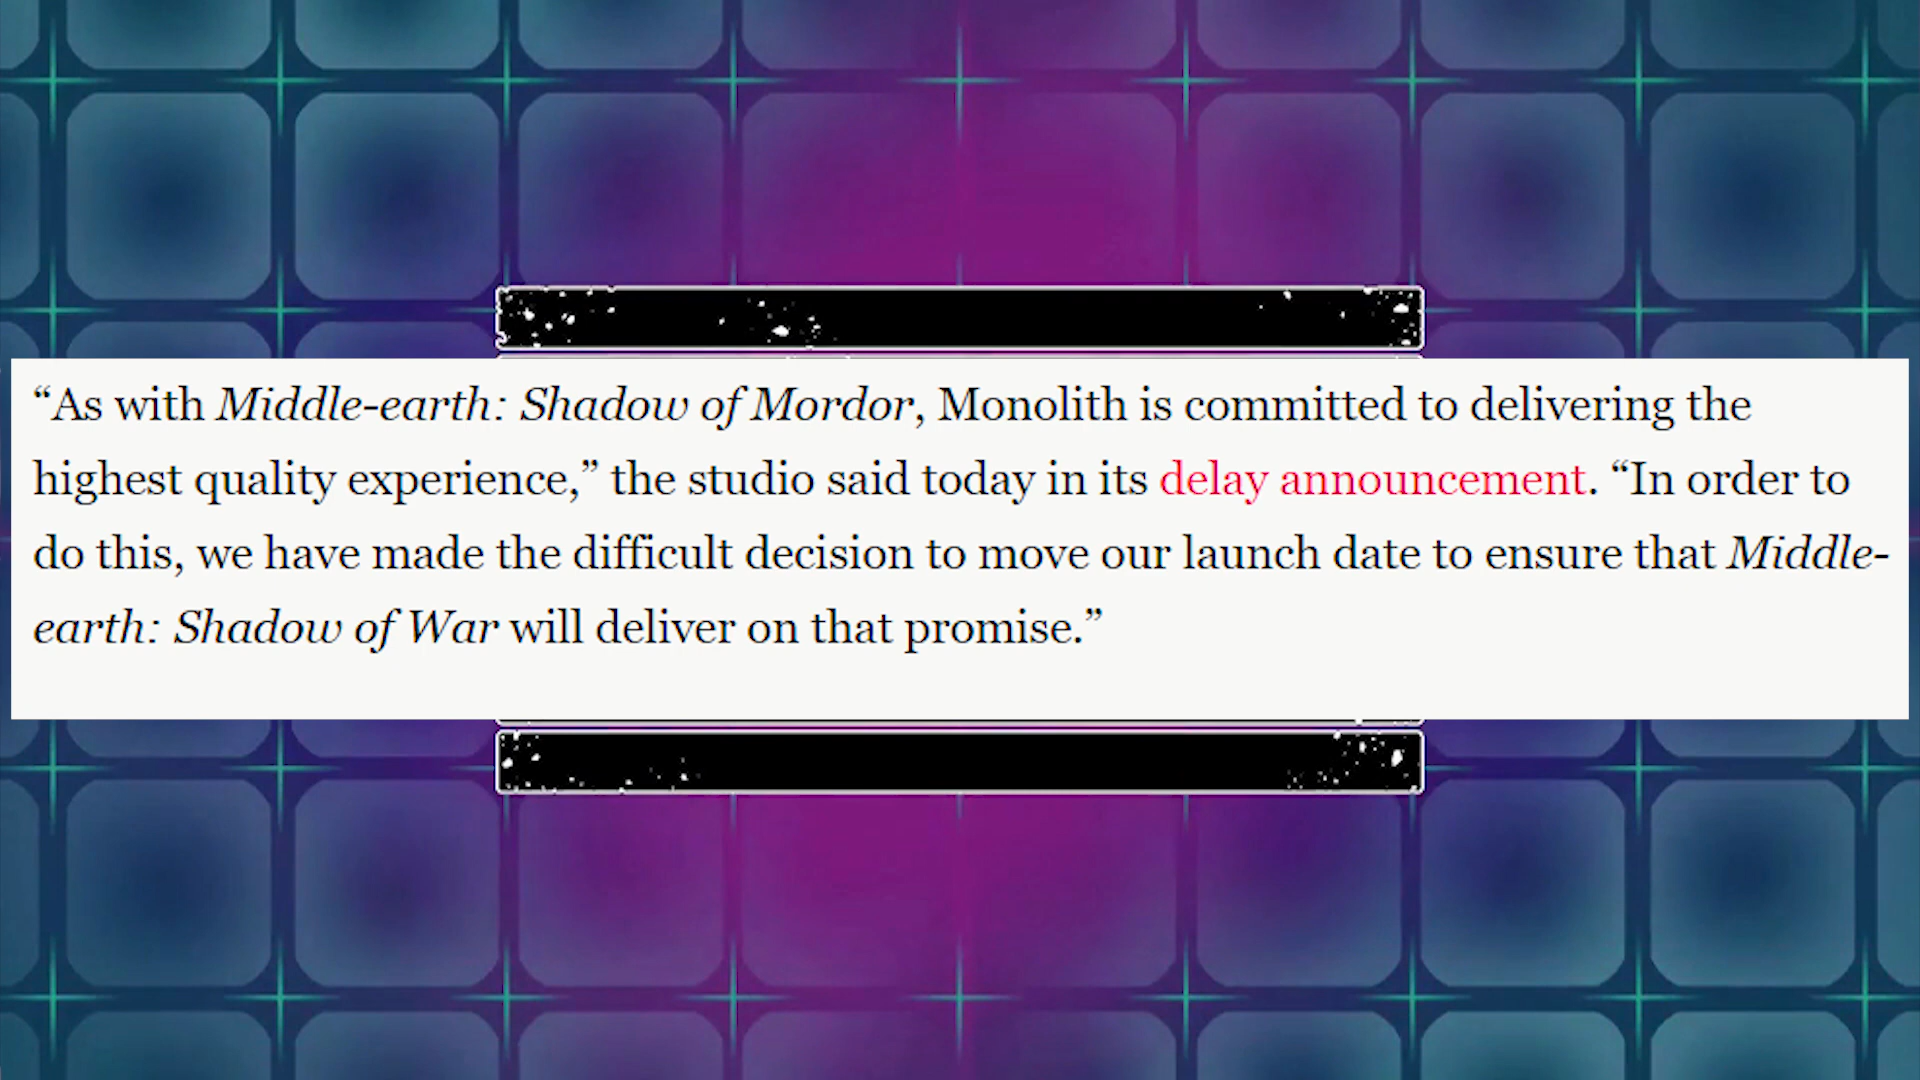 “As with Middle-earth: Shadow of Mordor, Monolith is committed to delivering the
highest quality experience,” the studio said today in its delay announcement. “In order to
do this, we have made the difficult decision to move our launch date to ensure that Middle-
earth: Shadow of War will deliver on that promise.”